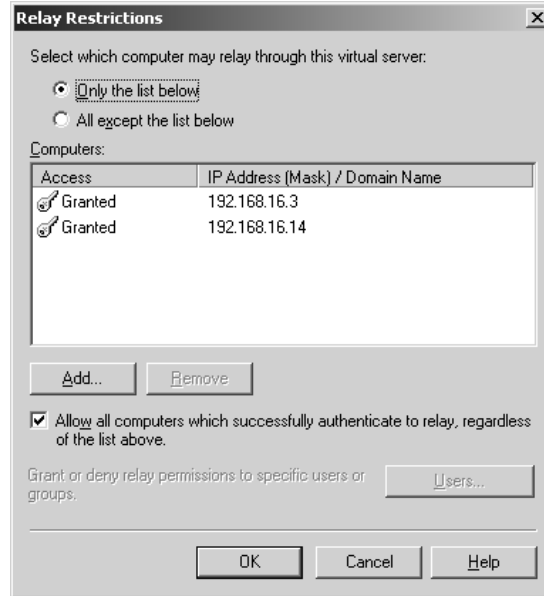 Relay Restrictions
Select which computer may relay through this virtual server:
Only the list below
All except the list below
Computers:
Access IP Address (Mask) / Domain Name
Granted 192.168.16.3
Granted 192.168.16.14
Add... Remove
Allow all computers which successfully authenticate to relay, regardless
of the list above.
Grant or deny relay permissions to specific users or
groups.
Users...
OK Cancel Help